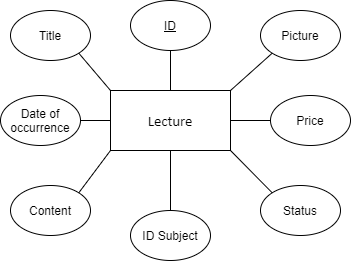 ID
Title
Picture
Date of
occurrence
Lecture
Price
Content
Status
ID Subject